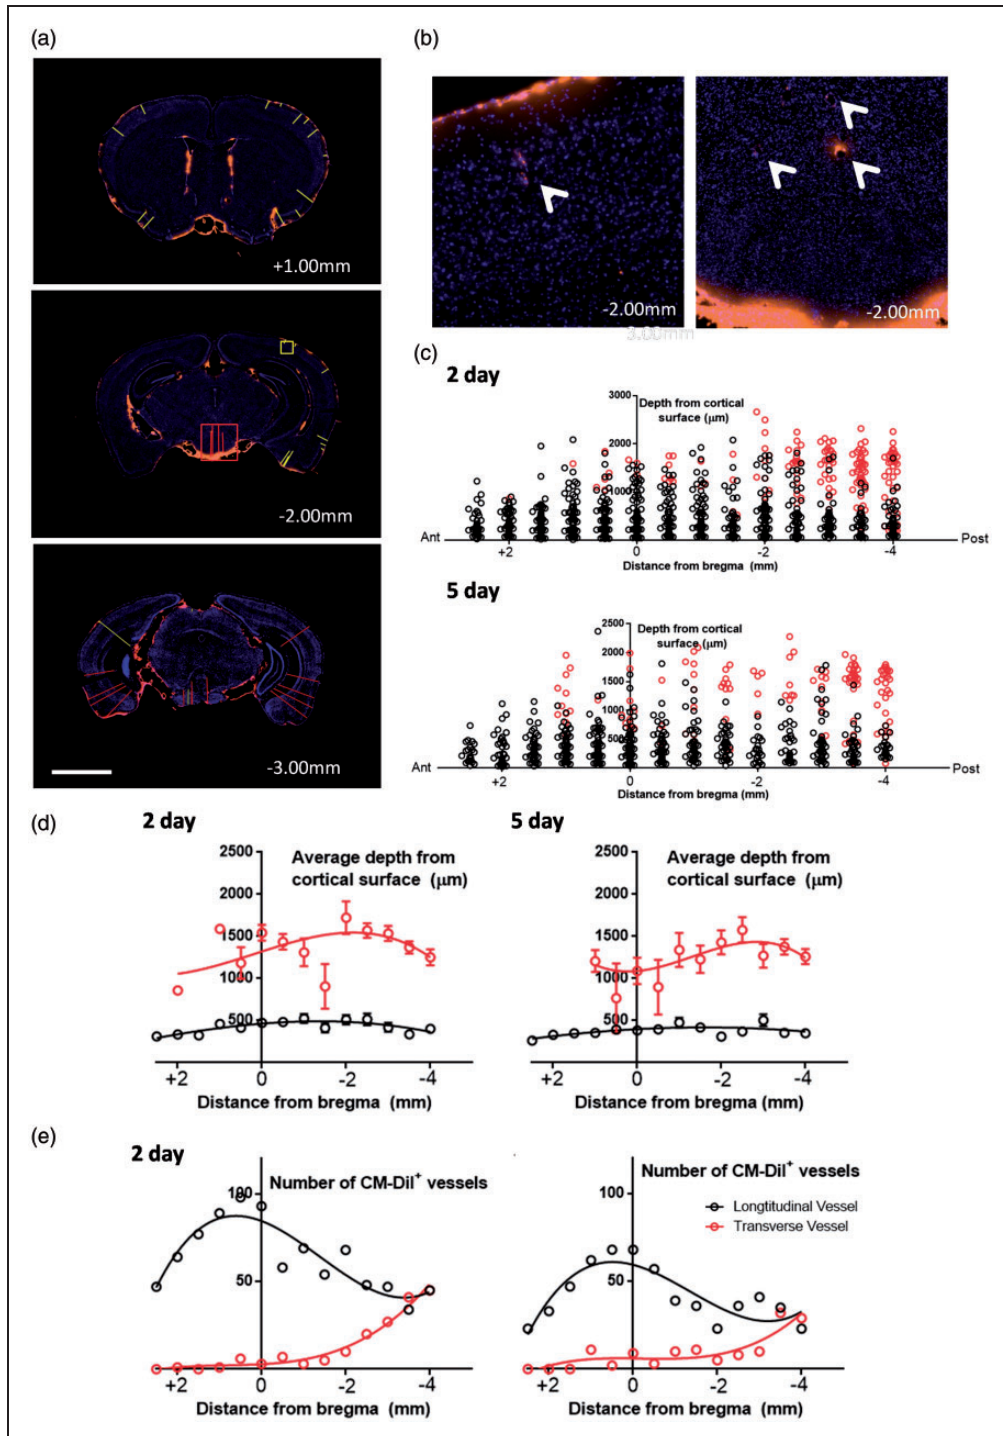 (a)
+1.00mm
-2.00mm
-3.00mm
(b)
-2.00mm
-2.00mm
3.00mm
(c)
2 day
Depth from cortical
surface (μm)
3000
2000
1000
Ant
Post
+2
0
-2
-4
Distance from bregma (mm)
5 day
Depth from cortical
surface (μm)
2500
2000
1500
1000
500
Ant
Post
+2
0
-2
-4
Distance from bregma (mm)
(d)
2 day
Average depth from
cortical surface (μm)
2500
2000
1500
1000
500
+2
0
-2
-4
Distance from bregma (mm)
5 day
Average depth from
cortical surface (μm)
2500
2000
1500
1000
500
+2
0
-2
-4
Distance from bregma (mm)
(e)
2 day
Number of CM-DiI⁺ vessels
100
50
+2
0
-2
-4
Distance from bregma (mm)
Number of CM-DiI⁺ vessels
Longtitudinal Vessel
Transverse Vessel
100
50
+2
0
-2
-4
Distance from bregma (mm)